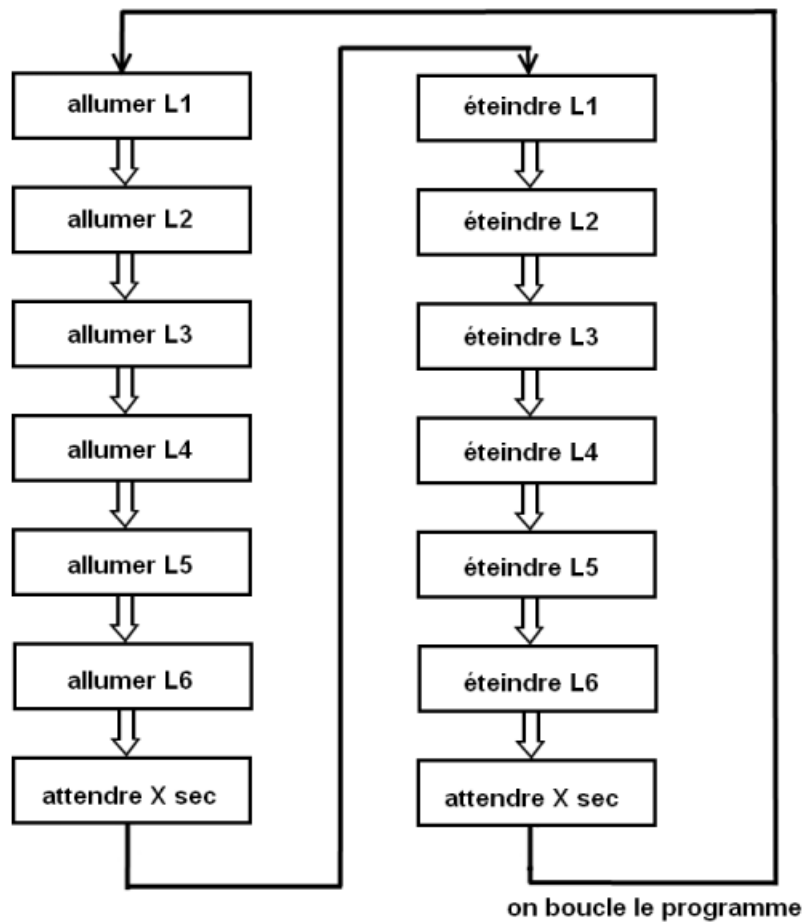 allumer L1
allumer L2
allumer L3
allumer L4
allumer L5
allumer L6
attendre X sec
éteindre L1
éteindre L2
éteindre L3
éteindre L4
éteindre L5
éteindre L6
attendre X sec
on boucle le programme